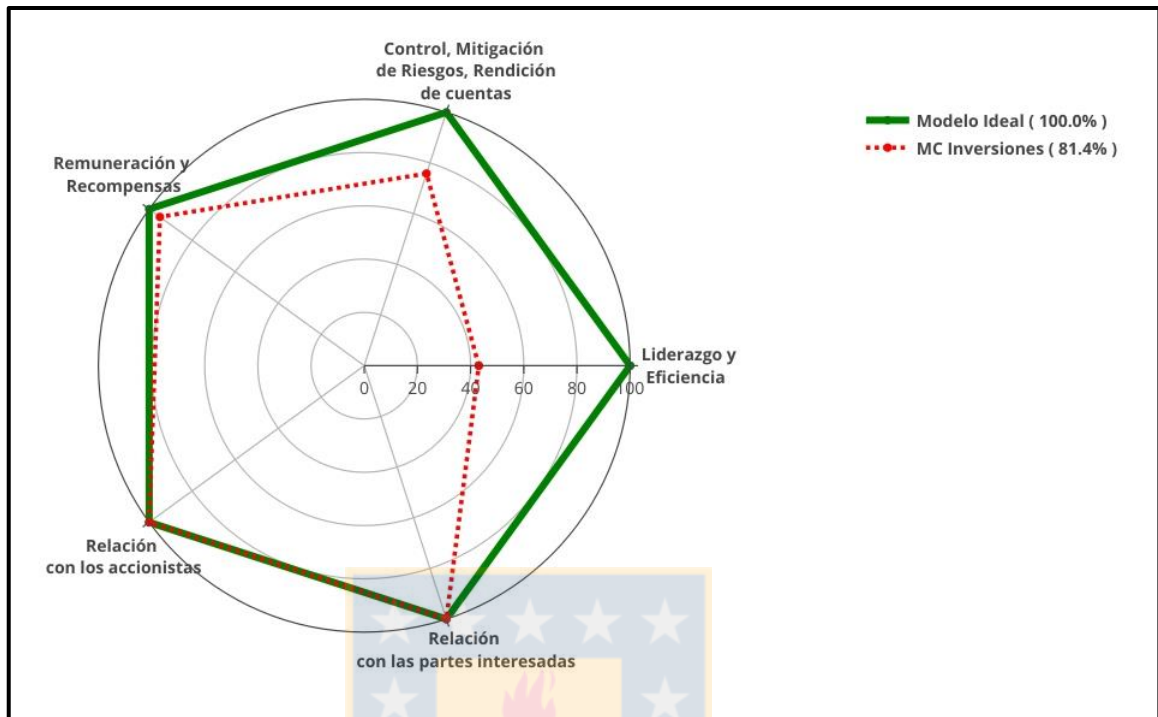 Control, Mitigación
de Riesgos, Rendición
de cuentas
Modelo Ideal ( 100.0% )
MC Inversiones ( 81.4% )
Remuneración y
Recompensas
Liderazgo y
Eficiencia
0 20 40 60 80 100
Relación
con los accionistas
Relación
con las partes interesadas